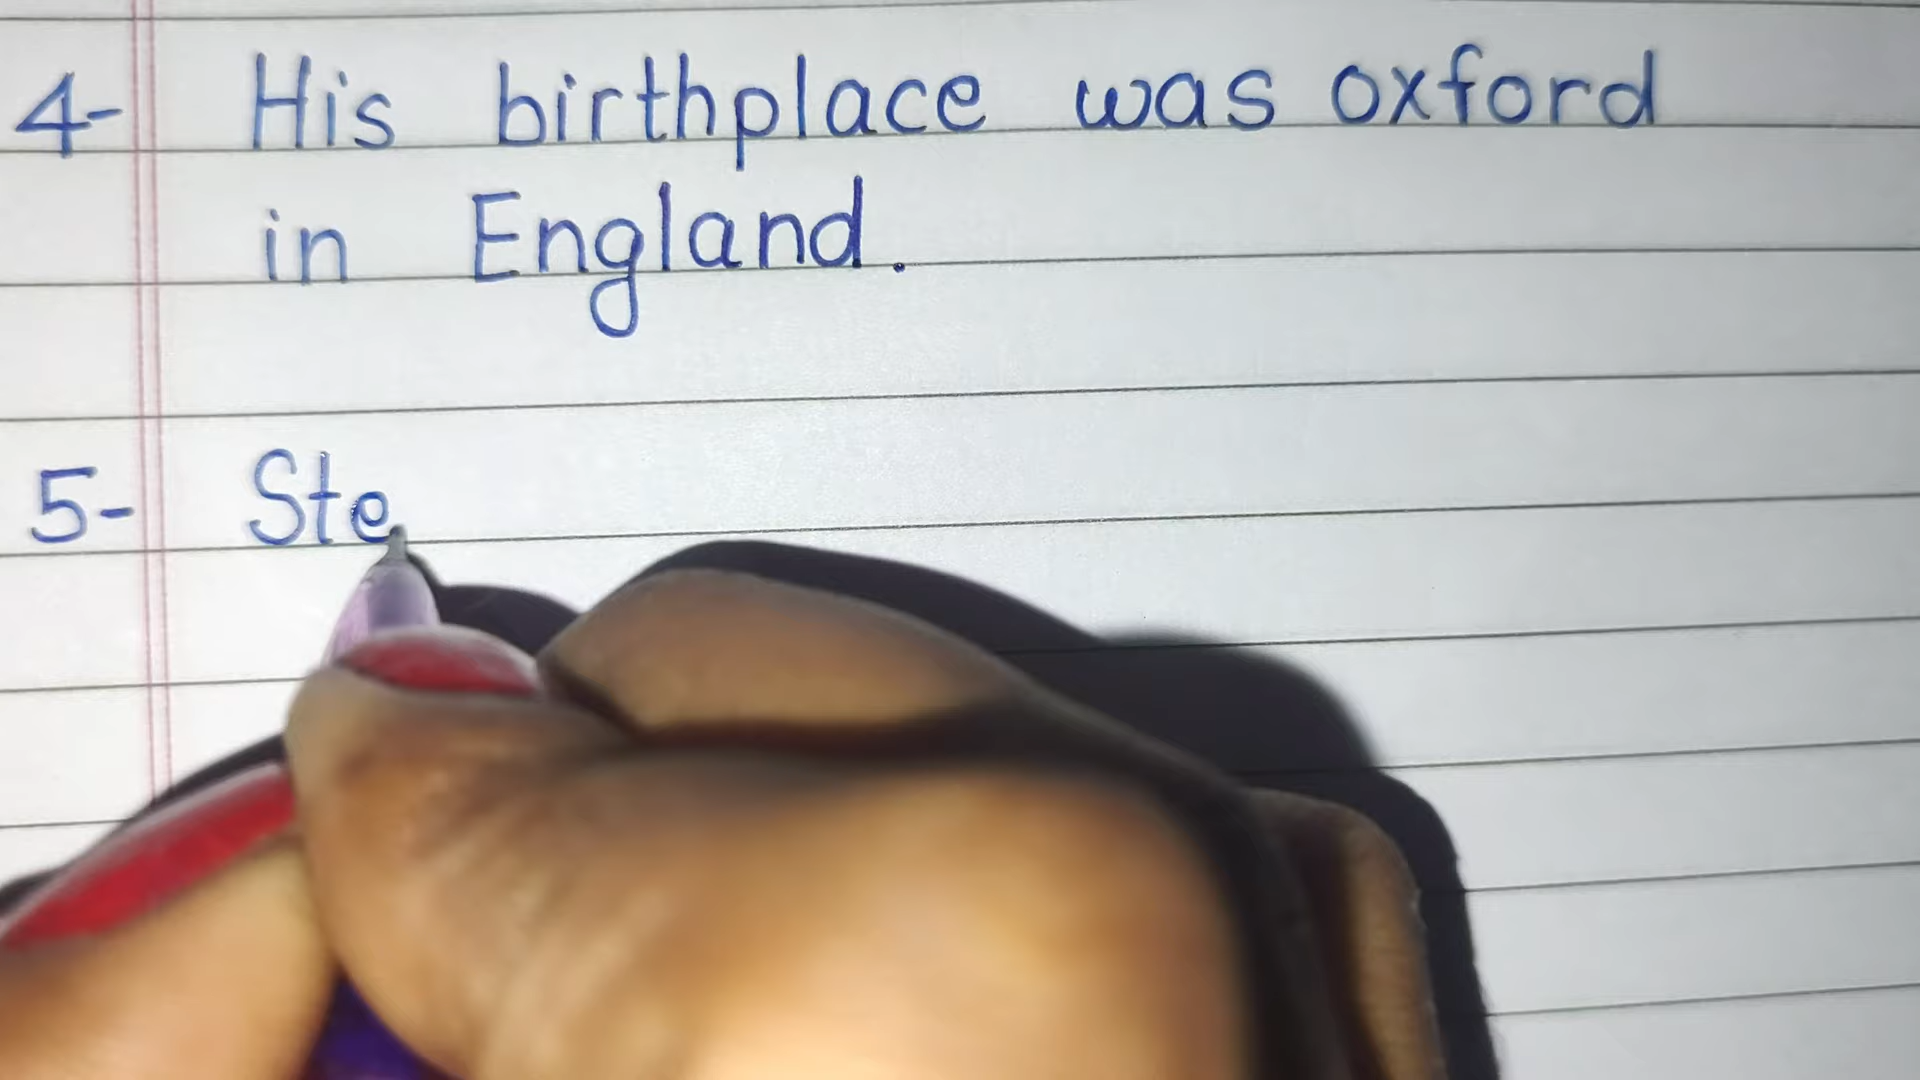 4- His birthplace was oxford
in England.
5- Ste